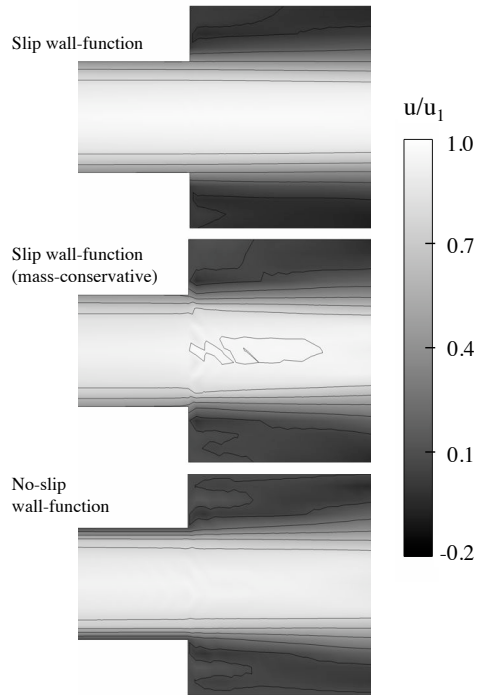 Slip wall-function
u/u1
1.0
Slip wall-function
(mass-conservative)
0.7
0.4
0.1
No-slip
wall-function
-0.2